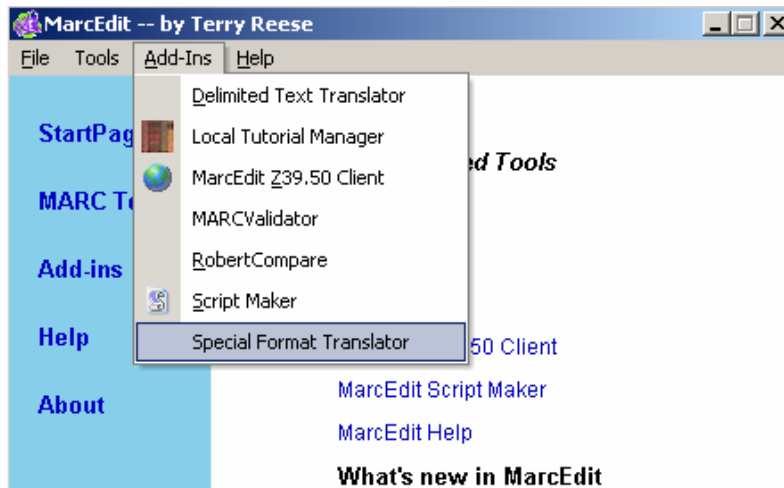 MarcEdit -- by Terry Reese
File Tools Add-Ins Help
Delimited Text Translator
StartPag
Local Tutorial Manager
ed Tools
MarcEdit Z39.50 Client
MARC T
MARCValidator
RobertCompare
Add-ins
Script Maker
Help
Special Format Translator
50 Client
MarcEdit Script Maker
About
MarcEdit Help
What's new in MarcEdit